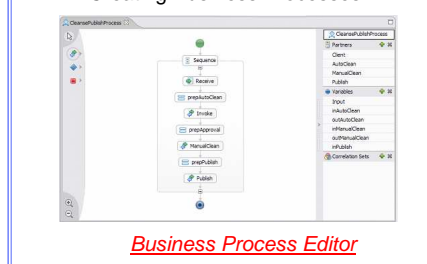 CleansePublishProcess
CleansePublishProcess
Partners
Client
AutoClean
ManualClean
Publish
Variables
Input
inAutoClean
outAutoClean
inManualClean
outManualClean
inPublish
Correlation Sets
Sequence
Receive
prepAutoClean
Invoke
prepApproval
ManualClean
prepPublish
Publish
Business Process Editor